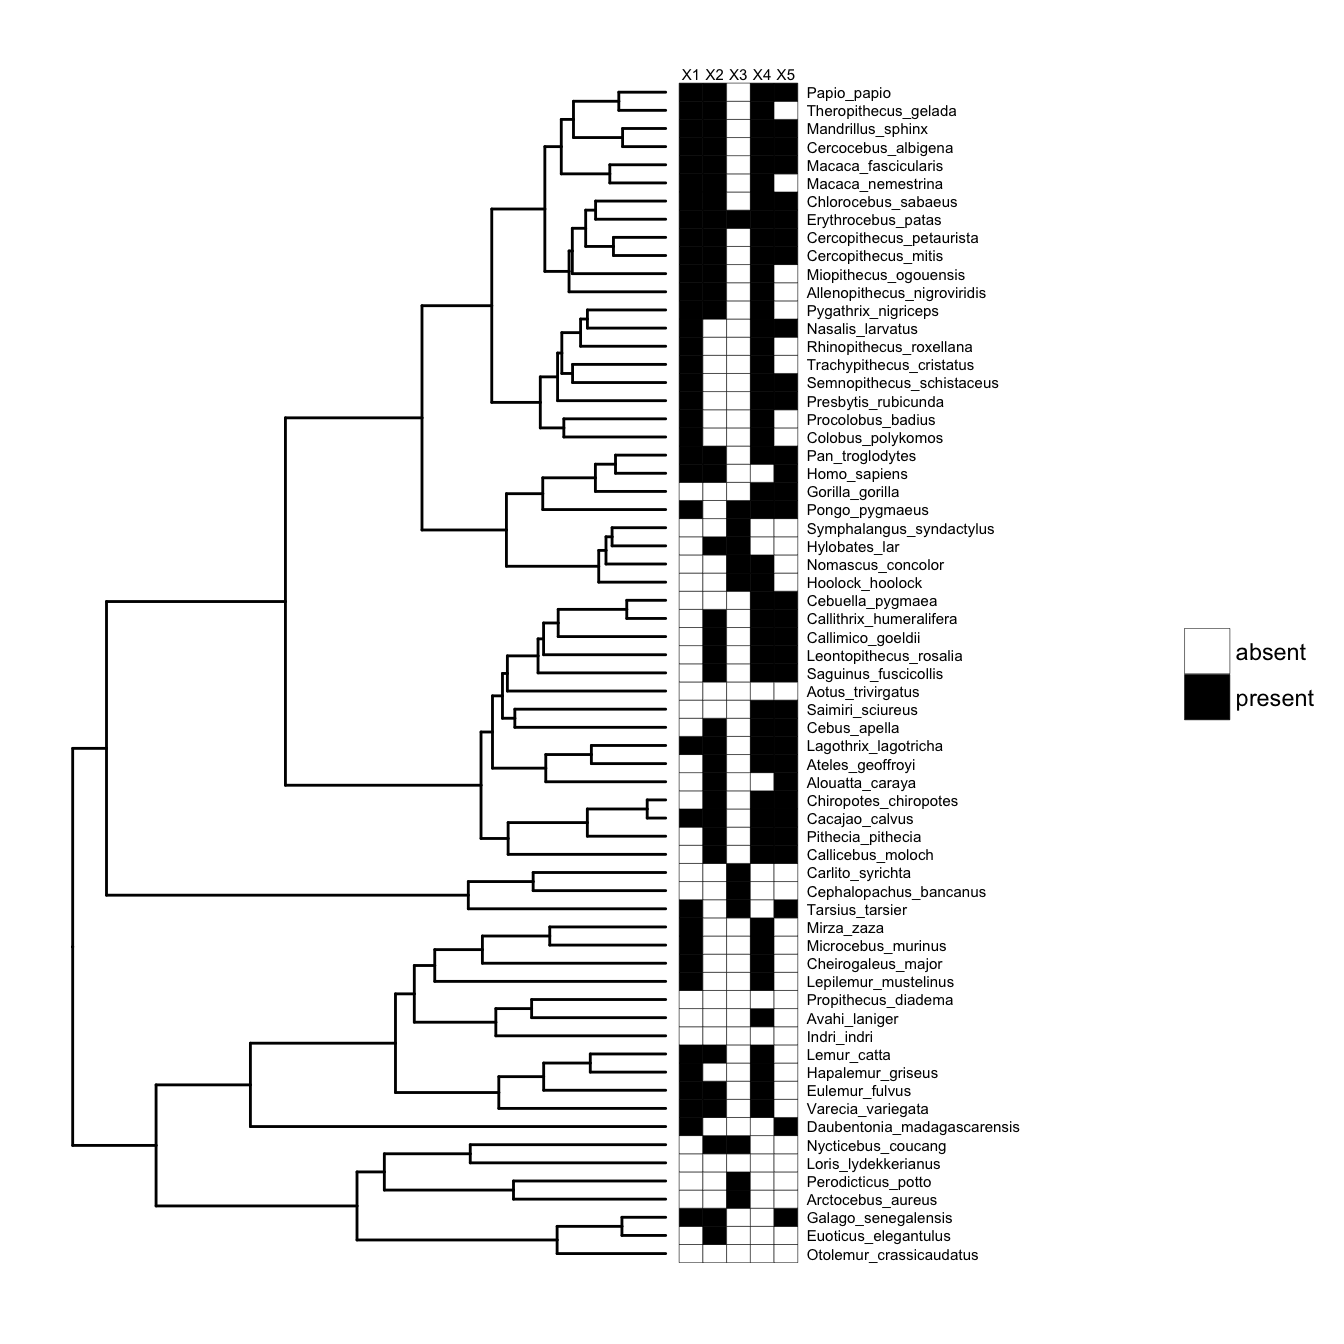 X1 X2 X3 X4 X5
Papio_papio
Theropithecus_gelada
Mandrillus_sphinx
Cercocebus_albigena
Macaca_fascicularis
Macaca_nemestrina
Chlorocebus_sabaeus
Erythrocebus_patas
Cercopithecus_petaurista
Cercopithecus_mitis
Miopithecus_ogouensis
Allenopithecus_nigroviridis
Pygathrix_nigriceps
Nasalis_larvatus
Rhinopithecus_roxellana
Trachypithecus_cristatus
Semnopithecus_schistaceus
Presbytis_rubicunda
Procolobus_badius
Colobus_polykomos
Pan_troglodytes
Homo_sapiens
Gorilla_gorilla
Pongo_pygmaeus
Symphalangus_syndactylus
Hylobates_lar
Nomascus_concolor
Hoolock_hoolock
Cebuella_pygmaea
Callithrix_humeralifera
Callimico_goeldii
Leontopithecus_rosalia
Saguinus_fuscicollis
Aotus_trivirgatus
Saimiri_sciureus
Cebus_apella
Lagothrix_lagotricha
Ateles_geoffroyi
Alouatta_caraya
Chiropotes_chiropotes
Cacajao_calvus
Pithecia_pithecia
Callicebus_moloch
Carlito_syrichta
Cephalopachus_bancanus
Tarsius_tarsier
Mirza_zaza
Microcebus_murinus
Cheirogaleus_major
Lepilemur_mustelinus
Propithecus_diadema
Avahi_laniger
Indri_indri
Lemur_catta
Hapalemur_griseus
Eulemur_fulvus
Varecia_variegata
Daubentonia_madagascarensis
Nycticebus_coucang
Loris_lydekkerianus
Perodicticus_potto
Arctocebus_aureus
Galago_senegalensis
Euoticus_elegantulus
Otolemur_crassicaudatus
absent
present